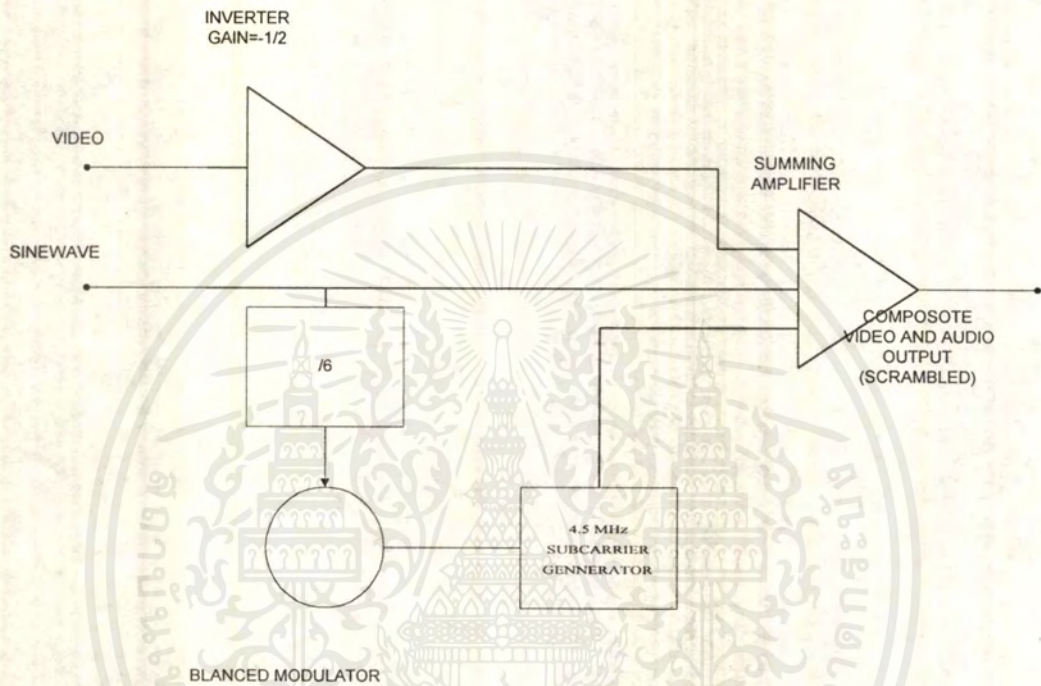 INVERTER
GAIN=-1/2
VIDEO
SUMMING
AMPLIFIER
SINEWAVE
/6
COMPOSOTE
VIDEO AND AUDIO
OUTPUT
(SCRAMBLED)
4.5 MHz
SUBCARRIER
GENNERATOR
BLANCED MODULATOR